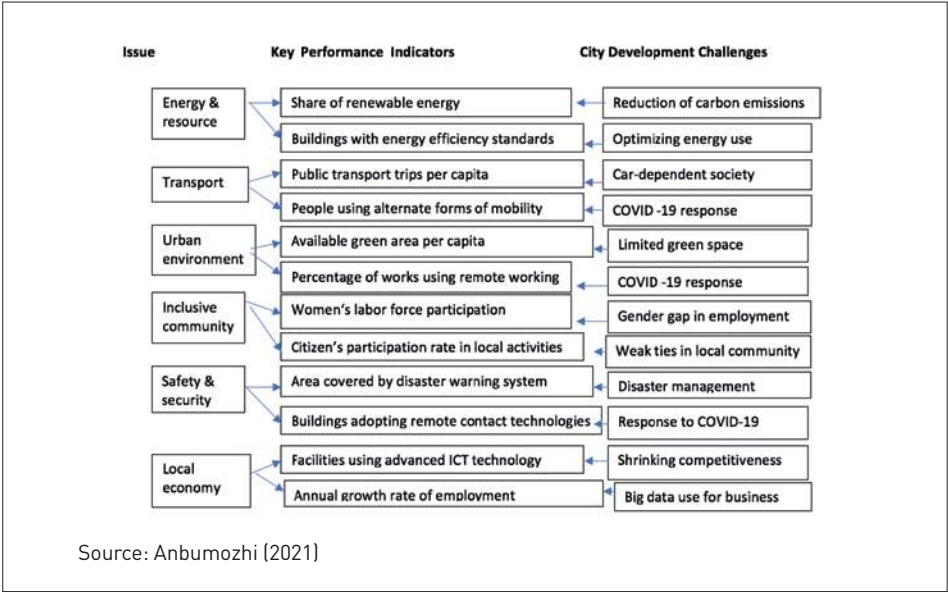 Issue Key Performance Indicators City Development Challenges
Energy &
resource
Share of renewable energy
Reduction of carbon emissions
Buildings with energy efficiency standards
Optimizing energy use
Transport
Public transport trips per capita
Car-dependent society
People using alternate forms of mobility
COVID -19 response
Urban
environment
Available green area per capita
Limited green space
Percentage of works using remote working
COVID -19 response
Inclusive
community
Women's labor force participation
Gender gap in employment
Citizen's participation rate in local activities
Weak ties in local community
Safety &
security
Area covered by disaster warning system
Disaster management
Buildings adopting remote contact technologies
Response to COVID-19
Local
economy
Facilities using advanced ICT technology
Shrinking competitiveness
Annual growth rate of employment
Big data use for business
Source: Anbumozhi (2021)